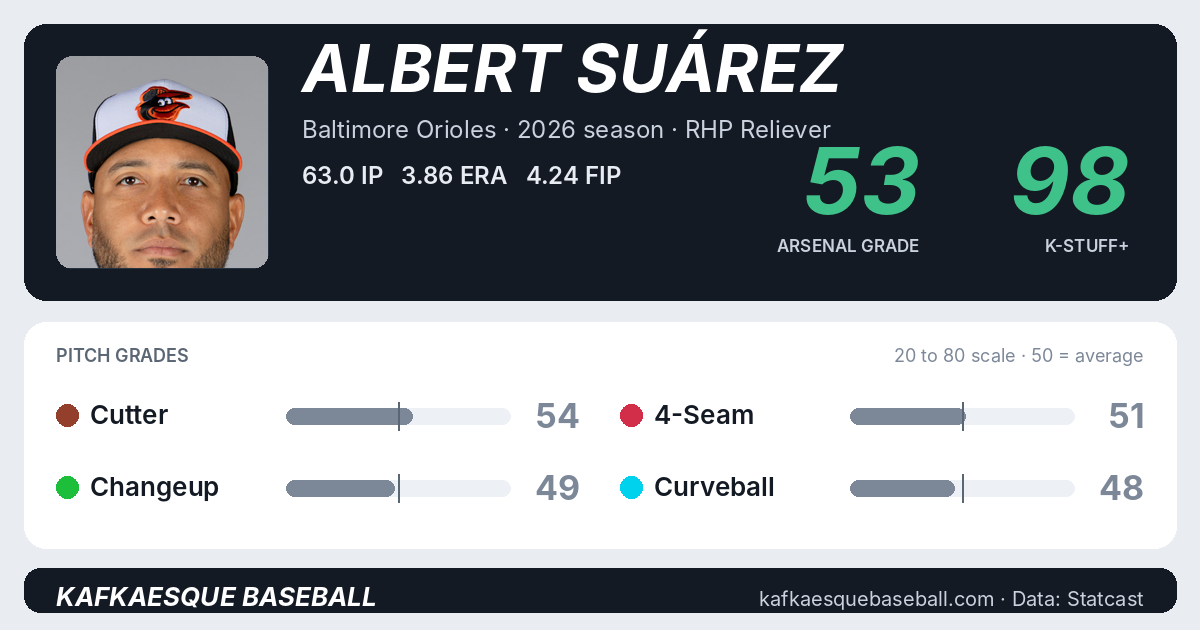 ALBERT SUÁREZ
Baltimore Orioles · 2026 season · RHP Reliever
63.0 IP 3.86 ERA 4.24 FIP
53 98
ARSENAL GRADE K-STUFF+
PITCH GRADES 20 to 80 scale · 50 = average
Cutter 54 4-Seam 51
Changeup 49 Curveball 48
KAFKAESQUE BASEBALL kafkaesquebaseball.com · Data: Statcast